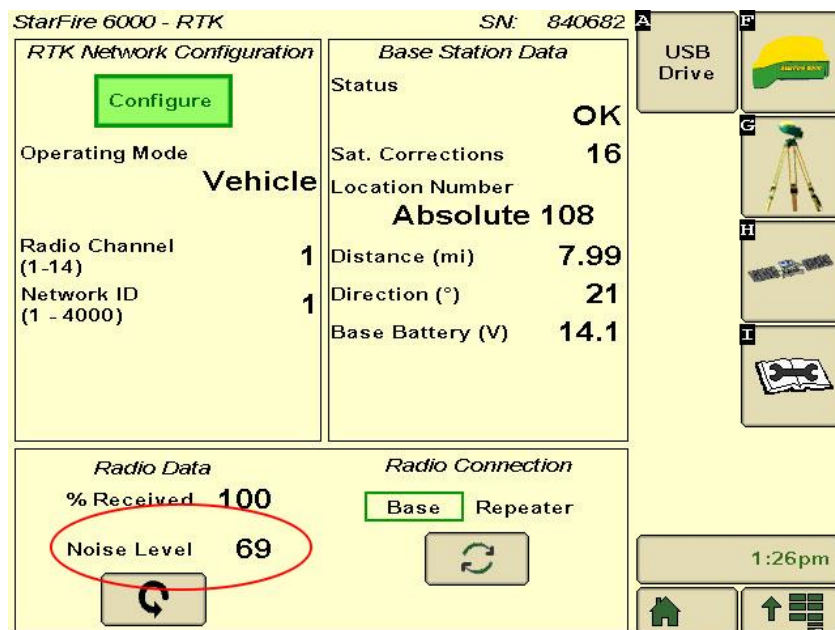 StarFire 6000 - RTK SN: 840682
RTK Network Configuration
Configure
Operating Mode
Vehicle
Radio Channel
(1-14) 1
Network ID
(1 - 4000) 1
Base Station Data
Status
OK
Sat. Corrections 16
Location Number
Absolute 108
Distance (mi) 7.99
Direction (°) 21
Base Battery (V) 14.1
Radio Data
% Received 100
Noise Level 69
Radio Connection
Base Repeater
A
USB
Drive
F
G
H
I
1:26pm